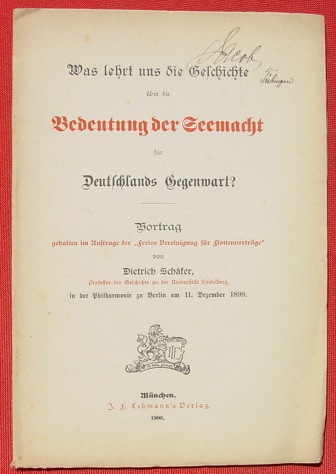 Jacob
Tübingen
Was lehrt uns die Geschichte
über die
Bedeutung der Seemacht
für
Deutschlands Gegenwart?
Vortrag
gehalten im Auftrage der „Freien Vereinigung für Flottenvorträge“
von
Dietrich Schäfer,
Professor der Geschichte an der Universität Heidelberg,
in der Philharmonie zu Berlin am 11. Dezember 1899.
München.
J. F. Lehmann's Verlag.
1900.